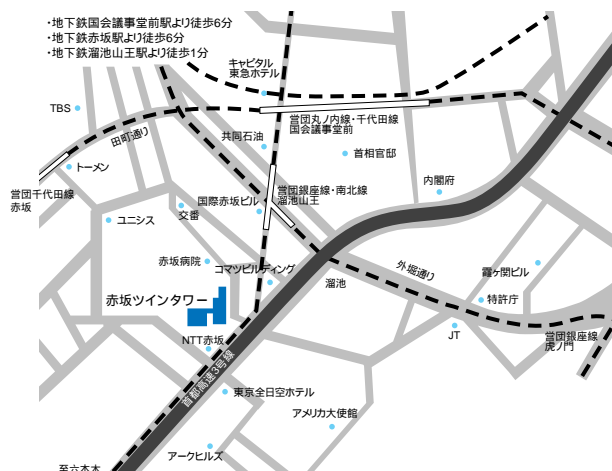 ・地下鉄国会議事堂前駅より徒歩6分
・地下鉄赤坂駅より徒歩6分
・地下鉄溜池山王駅より徒歩1分
キャピタル
東急ホテル
TBS
田町通り
共同石油
営団丸ノ内線・千代田線
国会議事堂前
首相官邸
トーメン
営団千代田線
赤坂
内閣府
営団銀座線・南北線
溜池山王
国際赤坂ビル
交番
ユニシス
赤坂病院
コマツビルディング
溜池
外堀通り
霞ヶ関ビル
特許庁
赤坂ツインタワー
JT
営団銀座線
虎ノ門
NTT赤坂
首都高速3号線
東京全日空ホテル
アメリカ大使館
アークヒルズ
至六本木